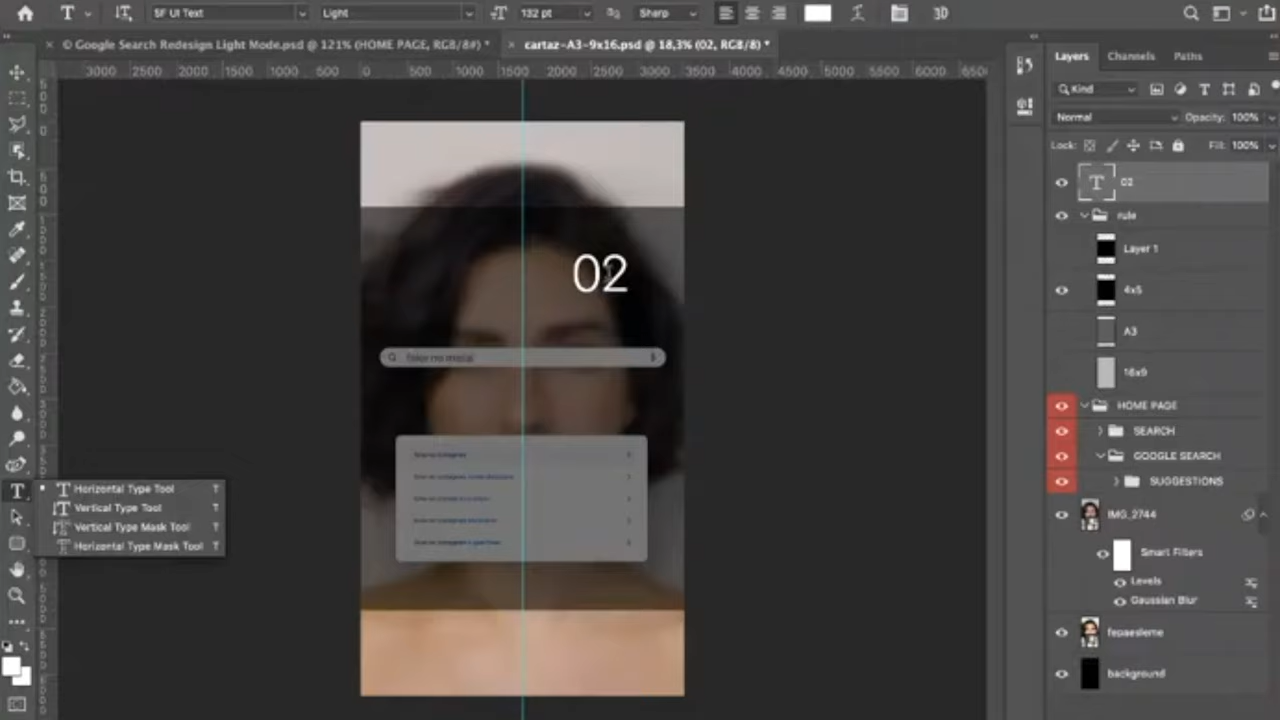 SF UI Text Light 132 pt Sharp 3D
© Google Search Redesign Light Mode.psd @ 121% (HOME PAGE, RGB/8#) * cartaz-A3-9x16.psd @ 18,3% (02, RGB/8) *
3000 2500 2000 1500 1000 500 0 500 1000 1500 2000 2500 3000 3500 4000 4500 5000 5500 6000 6500
Layers Channels Paths
Kind
Normal Opacity: 100%
Lock: Fill: 100%
02
rule
Layer 1
4x5
A3
16x9
HOME PAGE
SEARCH
GOOGLE SEARCH
SUGGESTIONS
IMG_2744
Smart Filters
Levels
Gaussian Blur
background
02
Horizontal Type Tool T
Vertical Type Tool T
Vertical Type Mask Tool T
Horizontal Type Mask Tool T